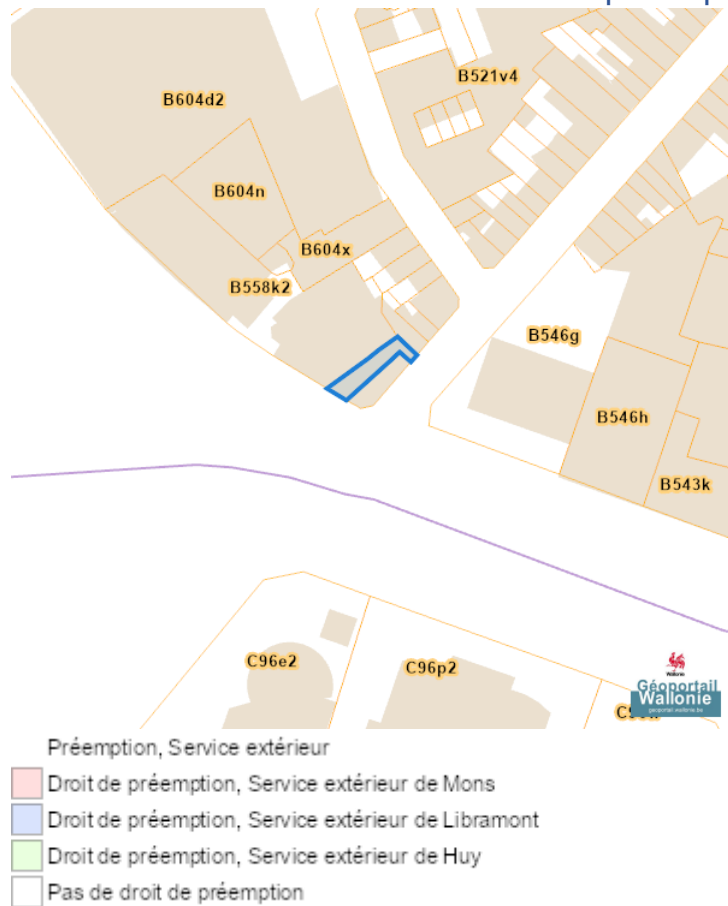 B521v4
B604d2
B604n
B604x
B558k2
B546g
B546h
B543k
C96e2
C96p2
Wallonie
Géoportail
Wallonie
geoportail.wallonie.be
Préemption, Service extérieur
Droit de préemption, Service extérieur de Mons
Droit de préemption, Service extérieur de Libramont
Droit de préemption, Service extérieur de Huy
Pas de droit de préemption